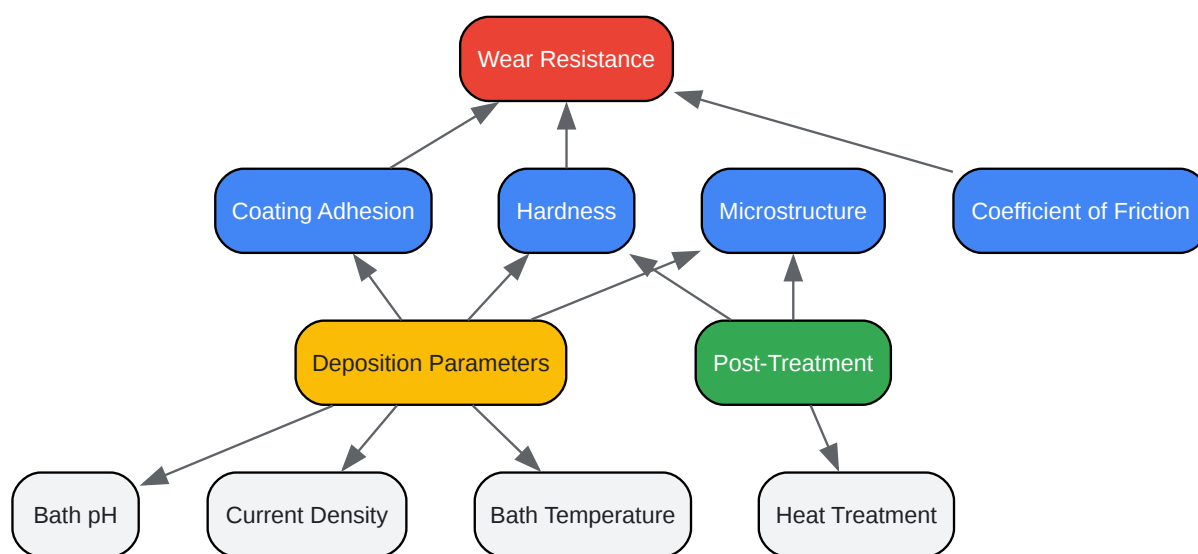 Wear Resistance
Coating Adhesion
Hardness
Microstructure
Coefficient of Friction
Deposition Parameters
Post-Treatment
Bath pH
Current Density
Bath Temperature
Heat Treatment